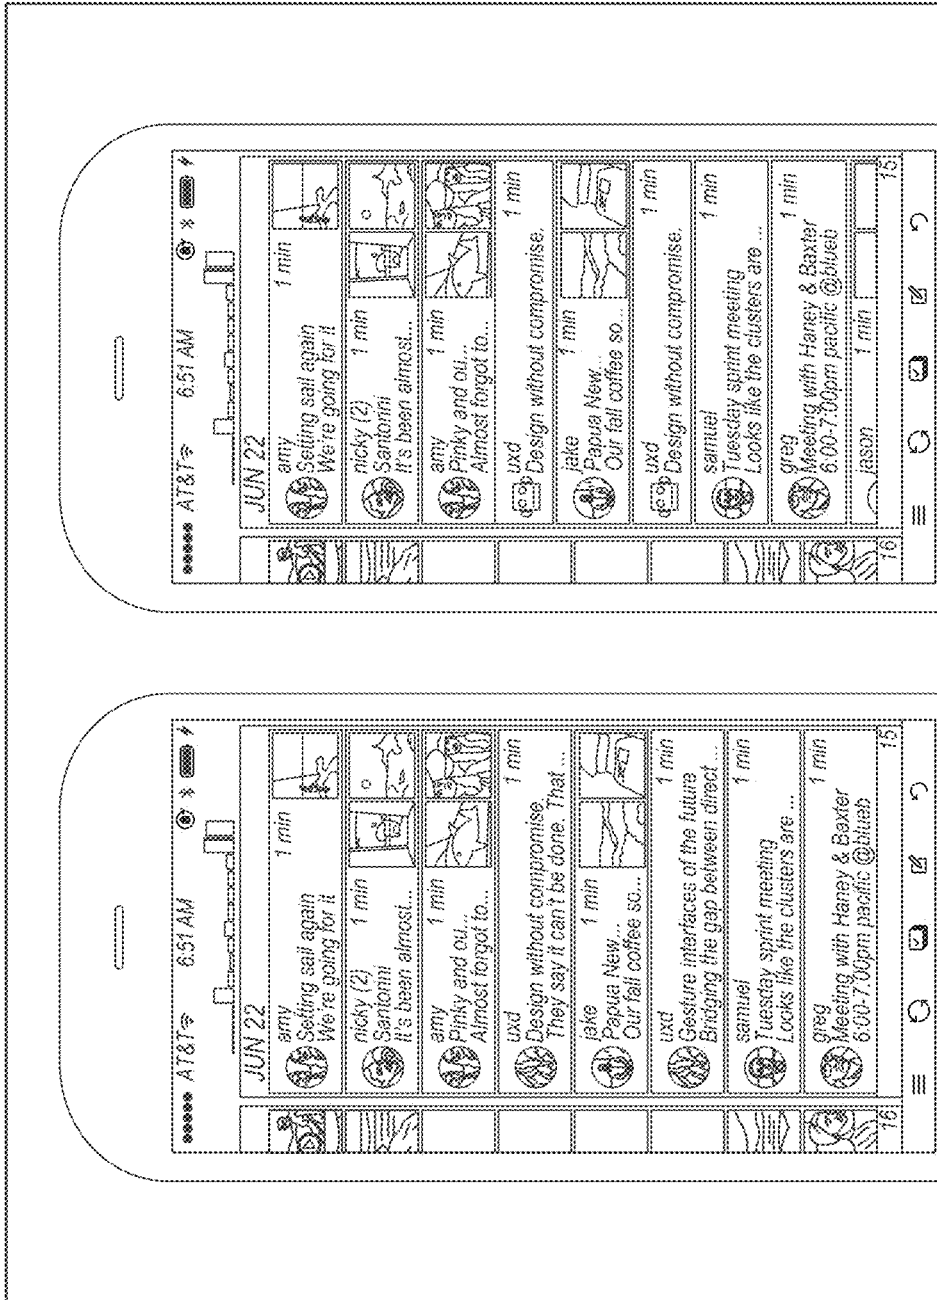 AT&T 6:51 AM
JUN 22
amy 1 min
Setting sail again
We're going for it
nicky (2) 1 min
Santorini
It's been almost...
amy 1 min
Pinky and ou...
Almost forgot to...
uxd 1 min
Design without compromise.
They say it can't be done. That ...
jake 1 min
Papua New...
Our fall coffee so...
uxd 1 min
Gesture interfaces of the future
Bridging the gap between direct ...
samuel 1 min
Tuesday sprint meeting
Looks like the clusters are ...
greg 1 min
Meeting with Haney & Baxter
6:00-7:00pm pacific @blueb
16 15
AT&T 6:51 AM
JUN 22
amy 1 min
Setting sail again
We're going for it
nicky (2) 1 min
Santorini
It's been almost...
amy 1 min
Pinky and ou...
Almost forgot to...
uxd 1 min
Design without compromise.
jake 1 min
Papua New...
Our fall coffee so...
uxd 1 min
Design without compromise.
samuel 1 min
Tuesday sprint meeting
Looks like the clusters are ...
greg 1 min
Meeting with Haney & Baxter
6:00-7:00pm pacific @blueb
jason 1 min
16 15